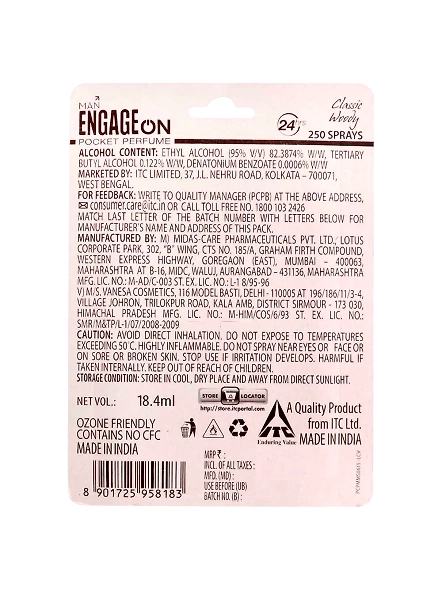 MAN
ENGAGE ON
POCKET PERFUME
24 hrs
Classic
Woody
250 SPRAYS
ALCOHOL CONTENT: ETHYL ALCOHOL (95% V/V) 82.3874% W/W, TERTIARY
BUTYL ALCOHOL 0.122% W/W, DENATONIUM BENZOATE 0.0006% W/W
MARKETED BY: ITC LIMITED, 37, J.L. NEHRU ROAD, KOLKATA – 700071,
WEST BENGAL.
FOR FEEDBACK: WRITE TO QUALITY MANAGER (PCPB) AT THE ABOVE ADDRESS,
consumer.care@itc.in OR CALL TOLL FREE NO. 1800 103 2426
MATCH LAST LETTER OF THE BATCH NUMBER WITH LETTERS BELOW FOR
MANUFACTURER'S NAME AND ADDRESS OF THIS PACK.
MANUFACTURED BY: M) MIDAS-CARE PHARMACEUTICALS PVT. LTD., LOTUS
CORPORATE PARK, 302, "B" WING, CTS NO. 185/A, GRAHAM FIRTH COMPOUND,
WESTERN EXPRESS HIGHWAY, GOREGAON (EAST), MUMBAI – 400063,
MAHARASHTRA AT B-16, MIDC, WALUJ, AURANGABAD – 431136, MAHARASHTRA
MFG. LIC. NO.: M-AD/C-003 ST. EX. LIC. NO.: L-1 8/95-96
V) M/S. VANESA COSMETICS, 116 MODEL BASTI, DELHI - 110005 AT 196/186/11/3-4,
VILLAGE JOHRON, TRILOKPUR ROAD, KALA AMB, DISTRICT SIRMOUR - 173 030,
HIMACHAL PRADESH MFG. LIC. NO.: M-HIM/COS/6/93 ST. EX. LIC. NO.:
SMR/M&TP/L-1/07/2008-2009
CAUTION: AVOID DIRECT INHALATION. DO NOT EXPOSE TO TEMPERATURES
EXCEEDING 50°C. HIGHLY INFLAMMABLE. DO NOT SPRAY NEAR EYES OR FACE OR
ON SORE OR BROKEN SKIN. STOP USE IF IRRITATION DEVELOPS. HARMFUL IF
TAKEN INTERNALLY. KEEP OUT OF REACH OF CHILDREN.
STORAGE CONDITION: STORE IN COOL, DRY PLACE AND AWAY FROM DIRECT SUNLIGHT.
NET VOL.: 18.4ml
STORE LOCATOR
http://store.itcportal.com
OZONE FRIENDLY
CONTAINS NO CFC
MADE IN INDIA
ITC
Enduring Value
A Quality Product
from ITC Ltd.
MADE IN INDIA
8 901725 958183
MRP ₹ :
INCL. OF ALL TAXES :
MFD. (MD) :
USE BEFORE (UB)
BATCH NO. (B) :